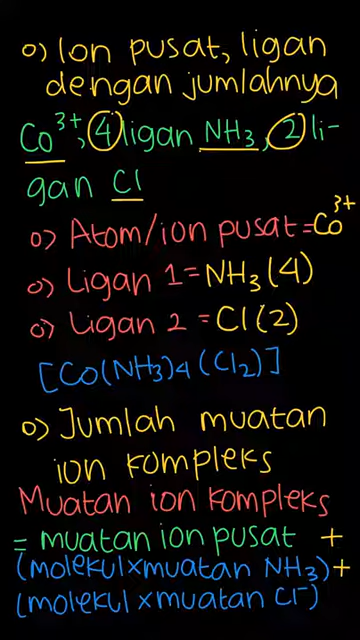 o) Ion pusat, ligan
dengan jumlahnya
Co³⁺, 4 ligan NH₃, 2 li-
gan Cl
o) Atom/ion pusat = Co³⁺
o) Ligan 1 = NH₃ (4)
o) Ligan 2 = Cl (2)
[Co(NH₃)₄ (Cl₂)]
o) Jumlah muatan
ion kompleks
Muatan ion kompleks
= muatan ion pusat +
(molekul x muatan NH₃) +
(molekul x muatan Cl⁻)